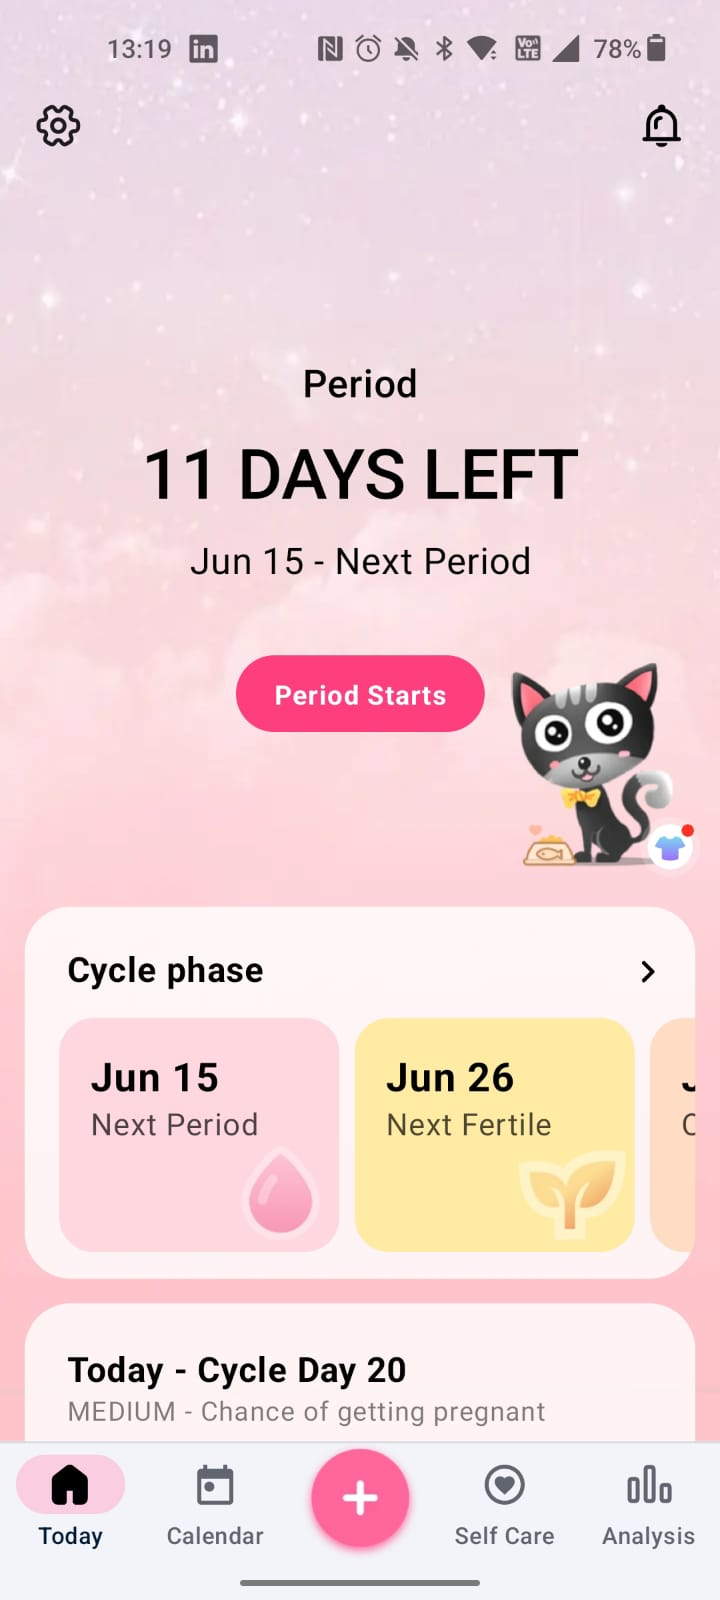 13:19
78%
Period
11 DAYS LEFT
Jun 15 - Next Period
Period Starts
Cycle phase
Jun 15
Next Period
Jun 26
Next Fertile
Today - Cycle Day 20
MEDIUM - Chance of getting pregnant
Today
Calendar
Self Care
Analysis